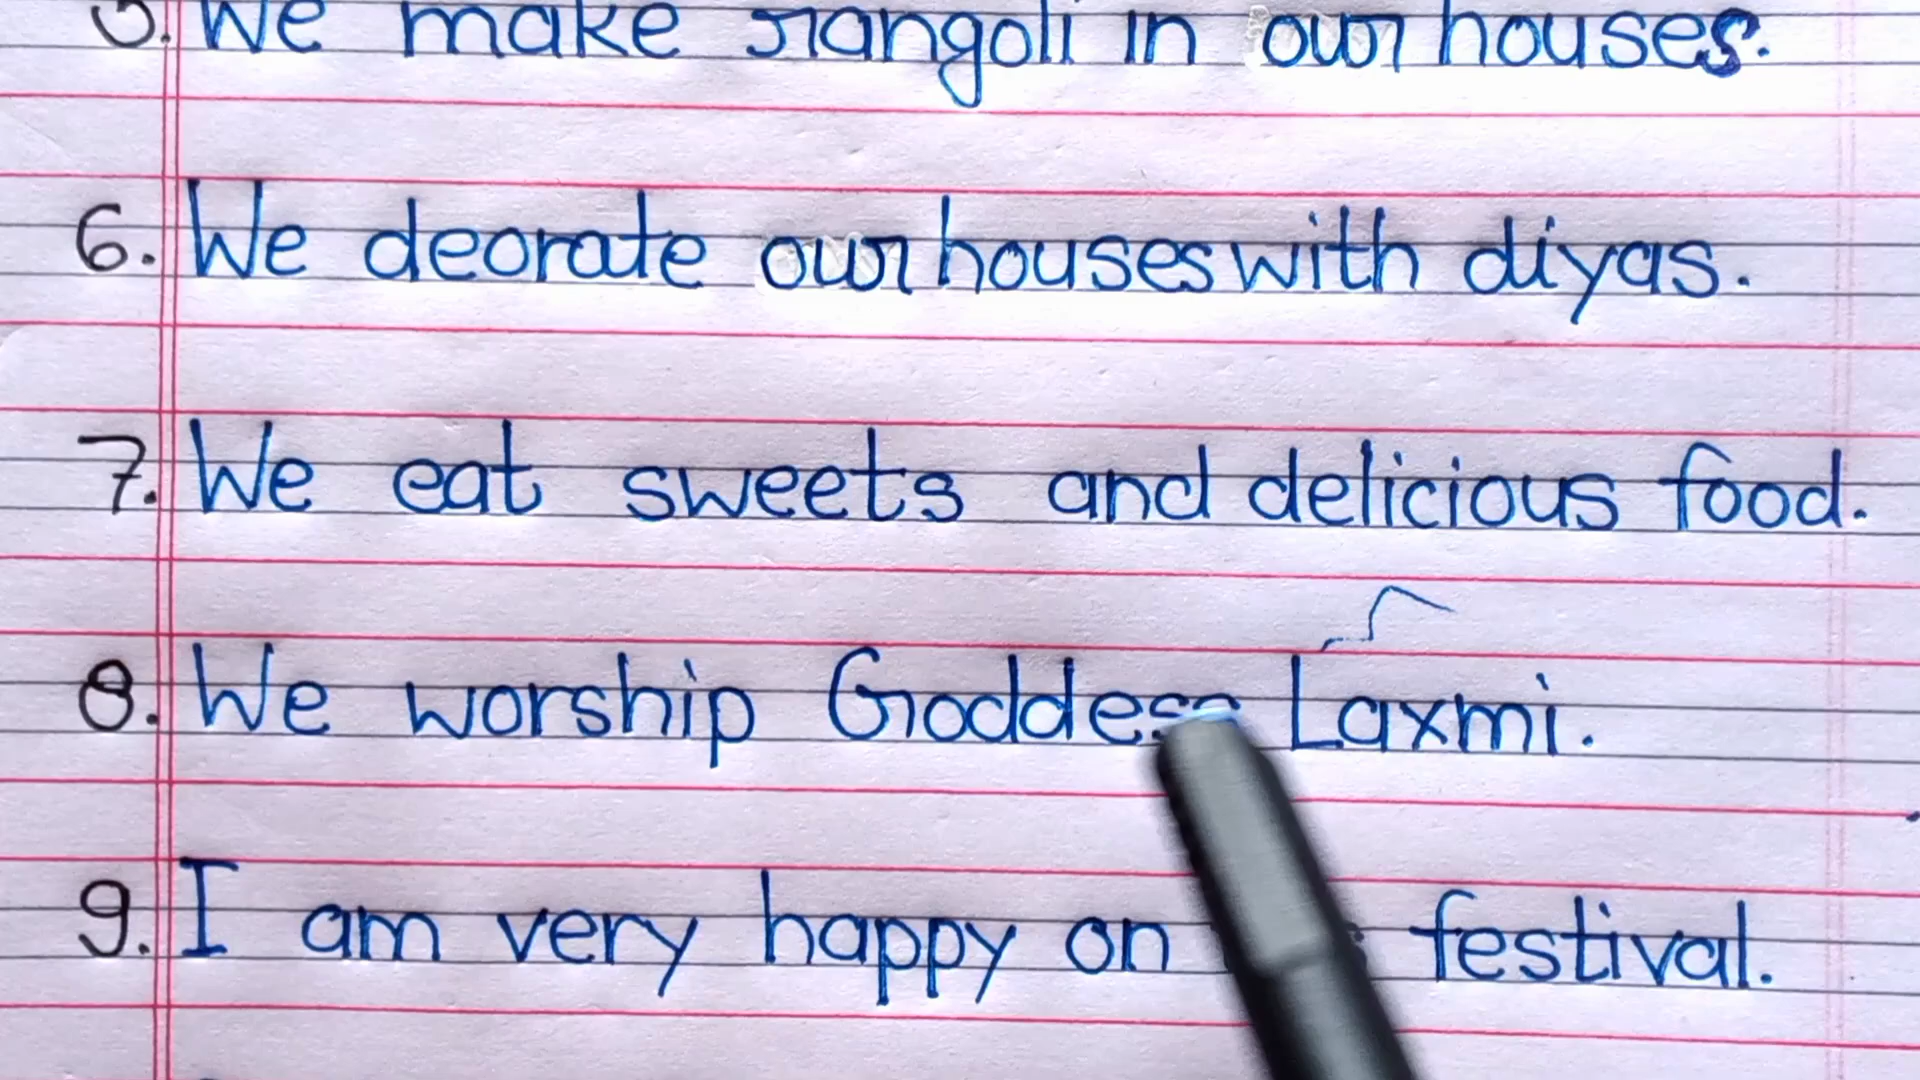 5. We make rangoli in our houses.
6. We deorate our houses with diyas.
7. We eat sweets and delicious food.
8. We worship Goddess Laxmi.
9. I am very happy on festival.